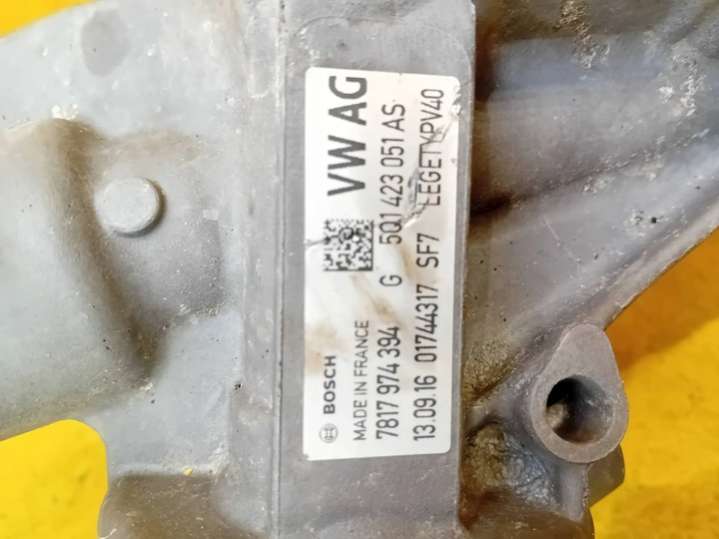 BOSCH VW AG
MADE IN FRANCE
7817 974 394 G 5Q1 423 051 AS
13.09.16 01744317 SF7 LEGETYPV40